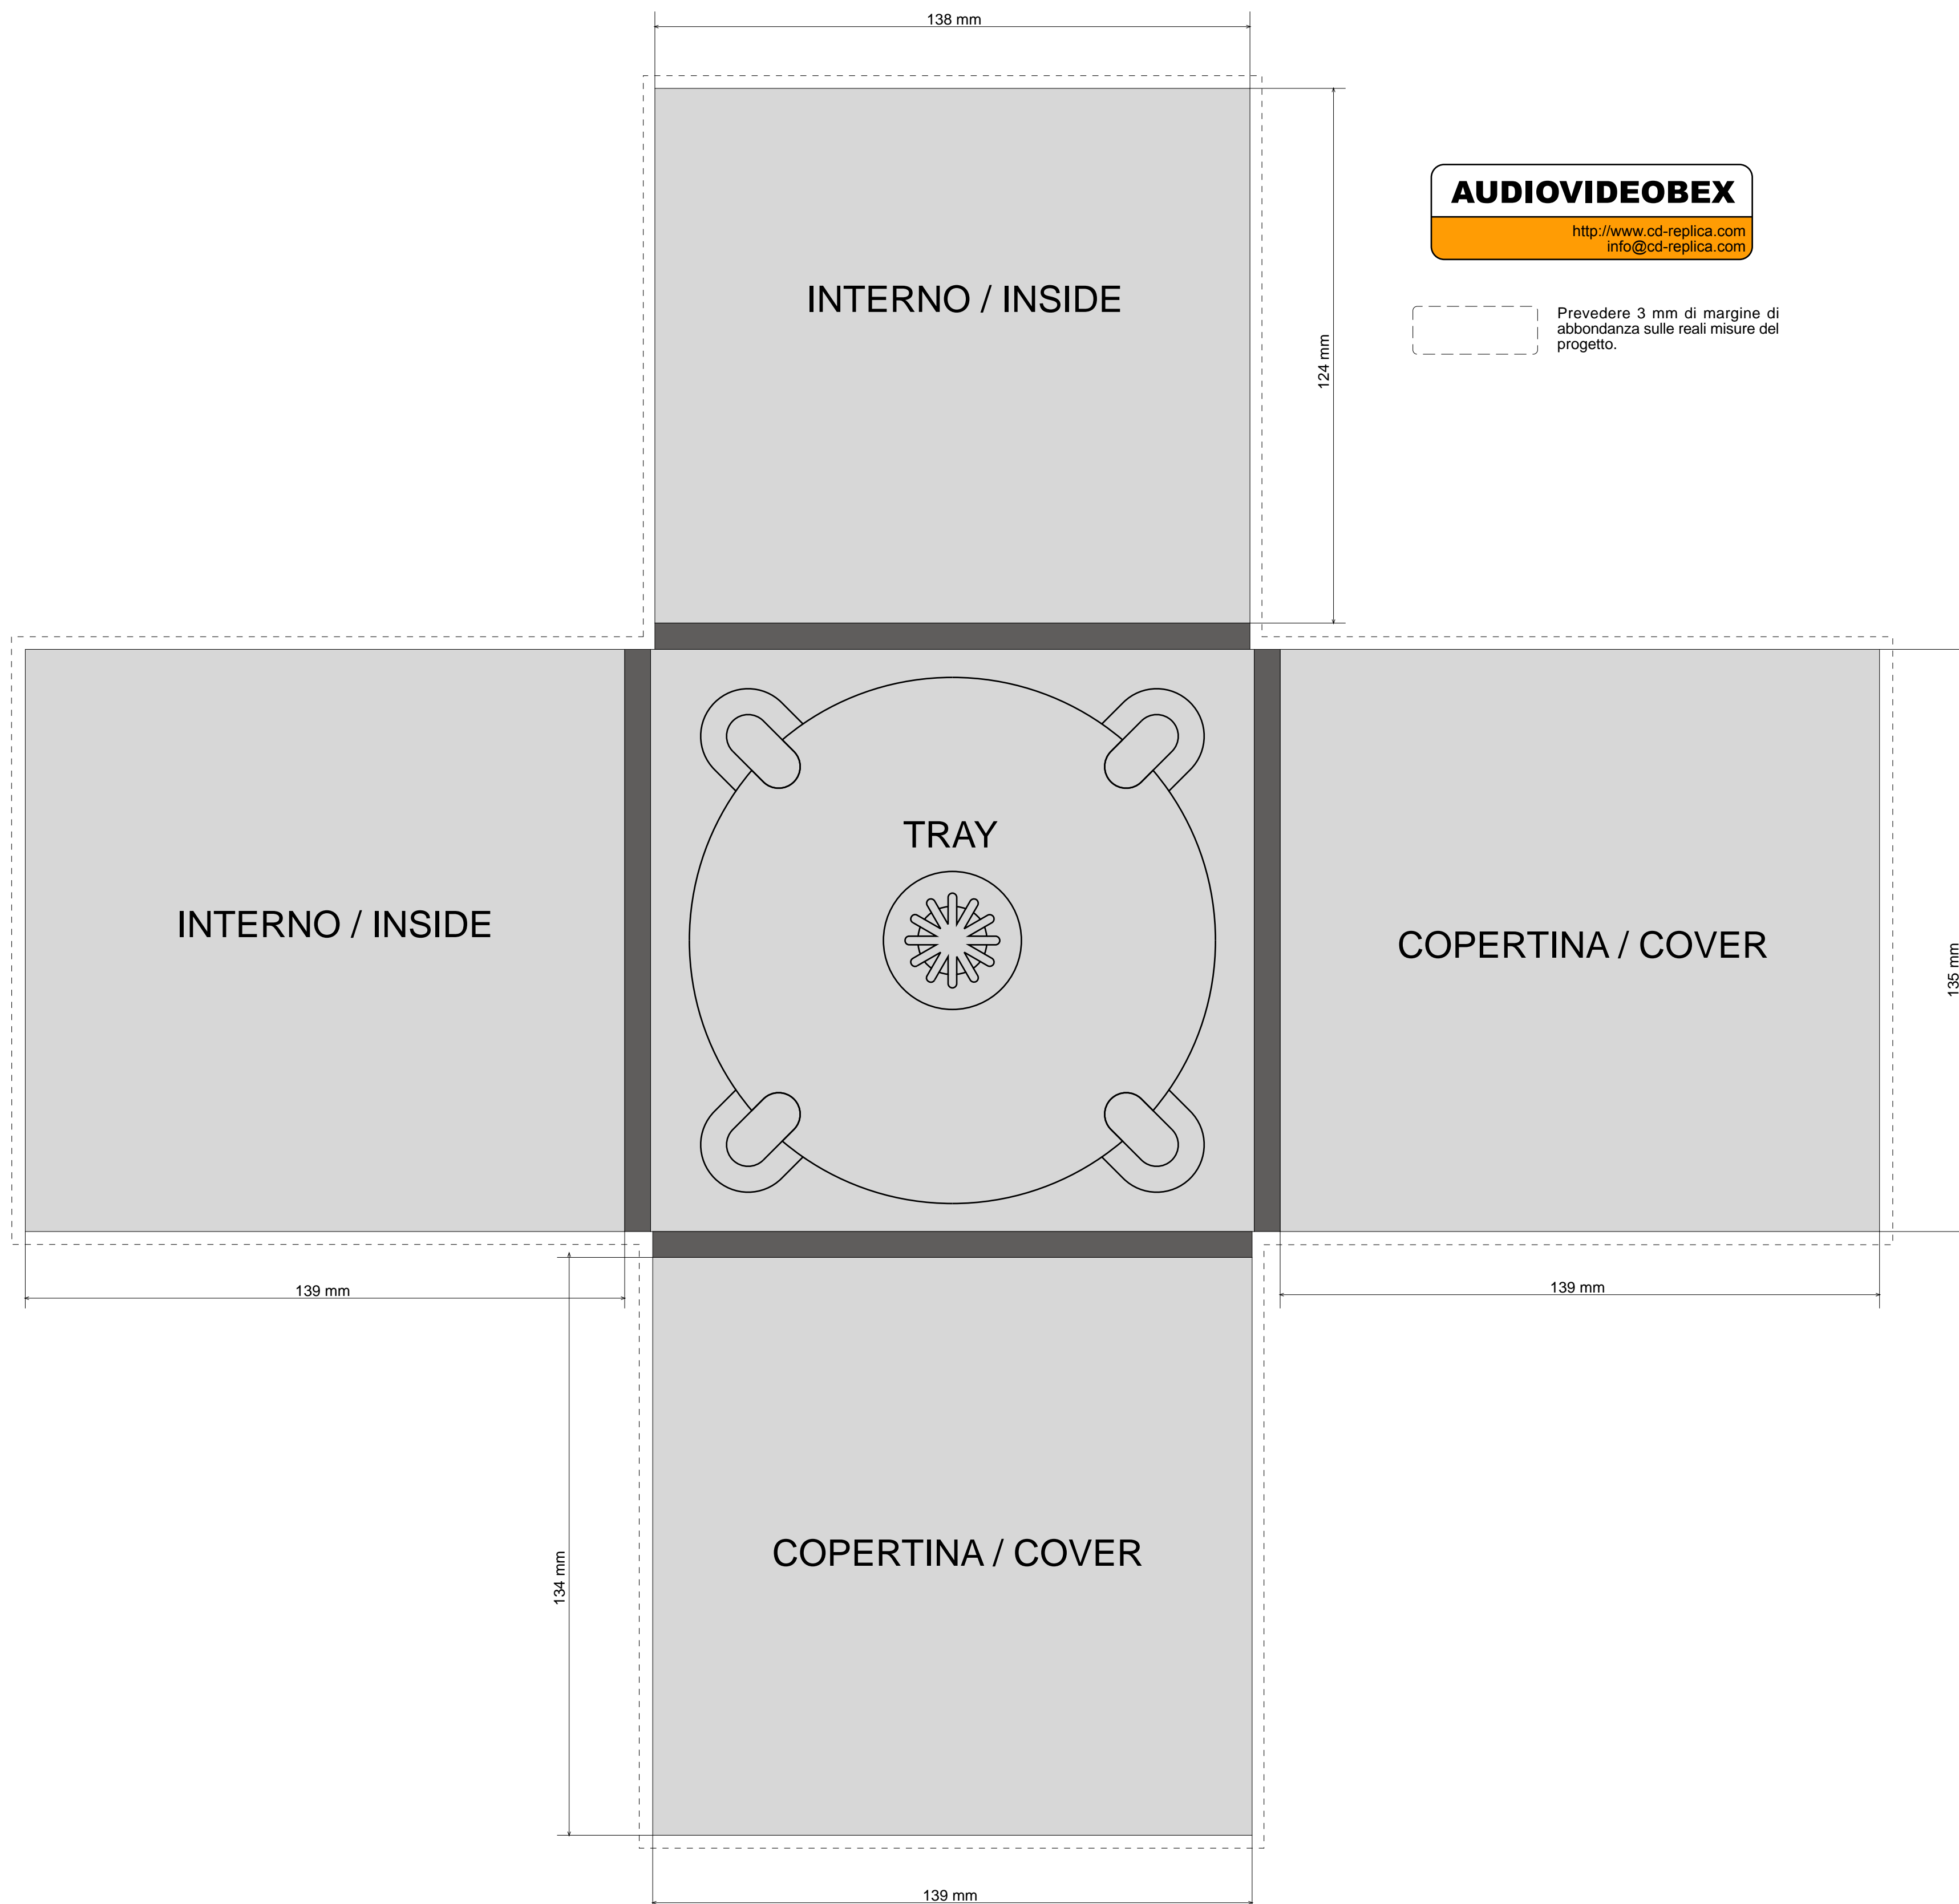 138 mm
AUDIOVIDEOBEX
http://www.cd-replica.com
info@cd-replica.com
INTERNO / INSIDE
124 mm
Prevedere 3 mm di margine di
abbondanza sulle reali misure del
progetto.
TRAY
INTERNO / INSIDE
COPERTINA / COVER
135 mm
139 mm
139 mm
COPERTINA / COVER
134 mm
139 mm